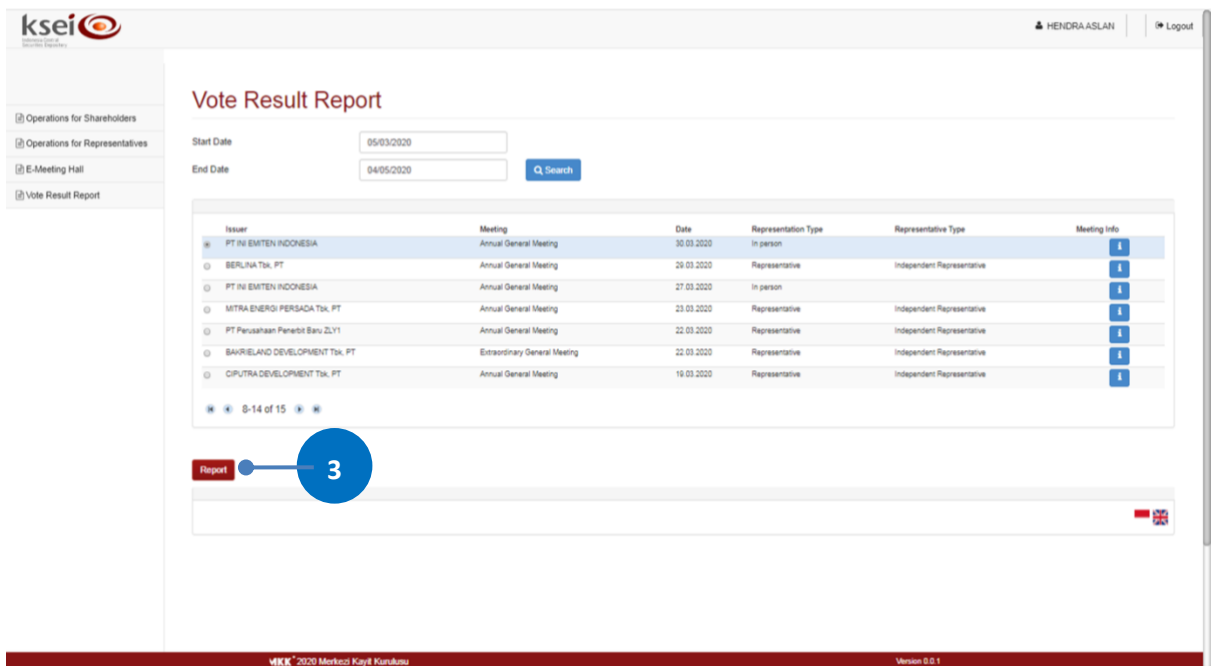 ksei
Indonesia Central
Securities Depository
HENDRA ASLAN
Logout
Vote Result Report
Operations for Shareholders
Operations for Representatives
E-Meeting Hall
Vote Result Report
Start Date 05/03/2020
End Date 04/05/2020 Search
Issuer Meeting Date Representation Type Representative Type Meeting Info
PT INI EMITEN INDONESIA Annual General Meeting 30.03.2020 In person i
BERLINA Tbk, PT Annual General Meeting 29.03.2020 Representative Independent Representative i
PT INI EMITEN INDONESIA Annual General Meeting 27.03.2020 In person i
MITRA ENERGI PERSADA Tbk, PT Annual General Meeting 23.03.2020 Representative Independent Representative i
PT Perusahaan Penerbit Baru ZLY1 Annual General Meeting 22.03.2020 Representative Independent Representative i
BAKRIELAND DEVELOPMENT Tbk, PT Extraordinary General Meeting 22.03.2020 Representative Independent Representative i
CIPUTRA DEVELOPMENT Tbk, PT Annual General Meeting 19.03.2020 Representative Independent Representative i
8-14 of 15
Report
3
MKK 2020 Merkezi Kayit Kurulusu
Version 0.0.1